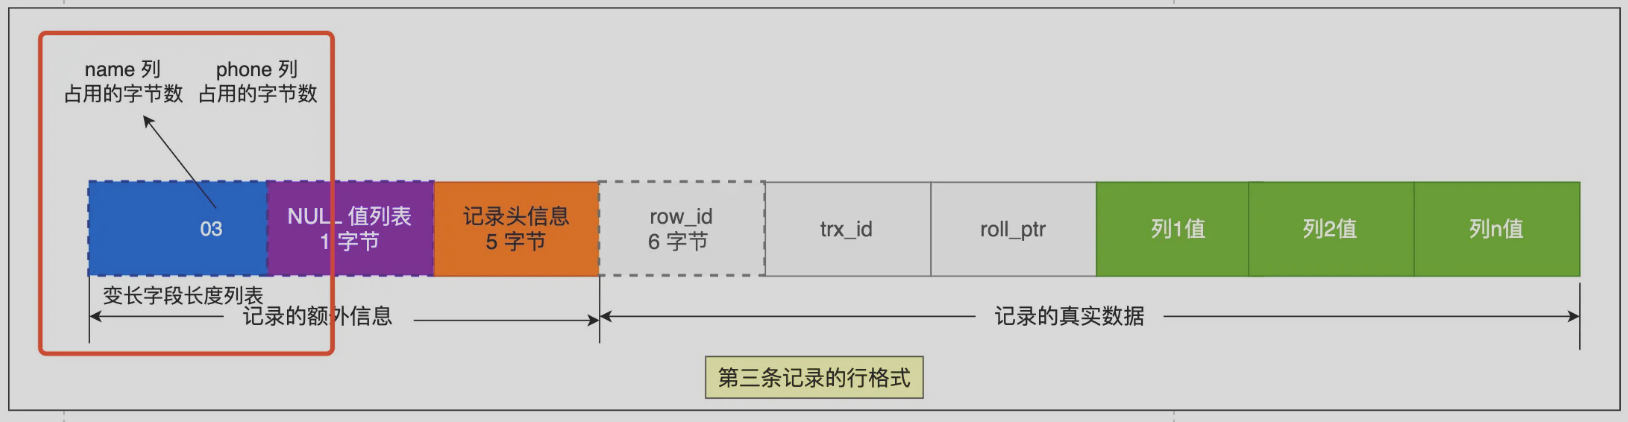 name 列
占用的字节数
phone 列
占用的字节数
03
NULL 值列表
1 字节
记录头信息
5 字节
row_id
6 字节
trx_id
roll_ptr
列1值
列2值
列n值
变长字段长度列表
记录的额外信息
记录的真实数据
第三条记录的行格式